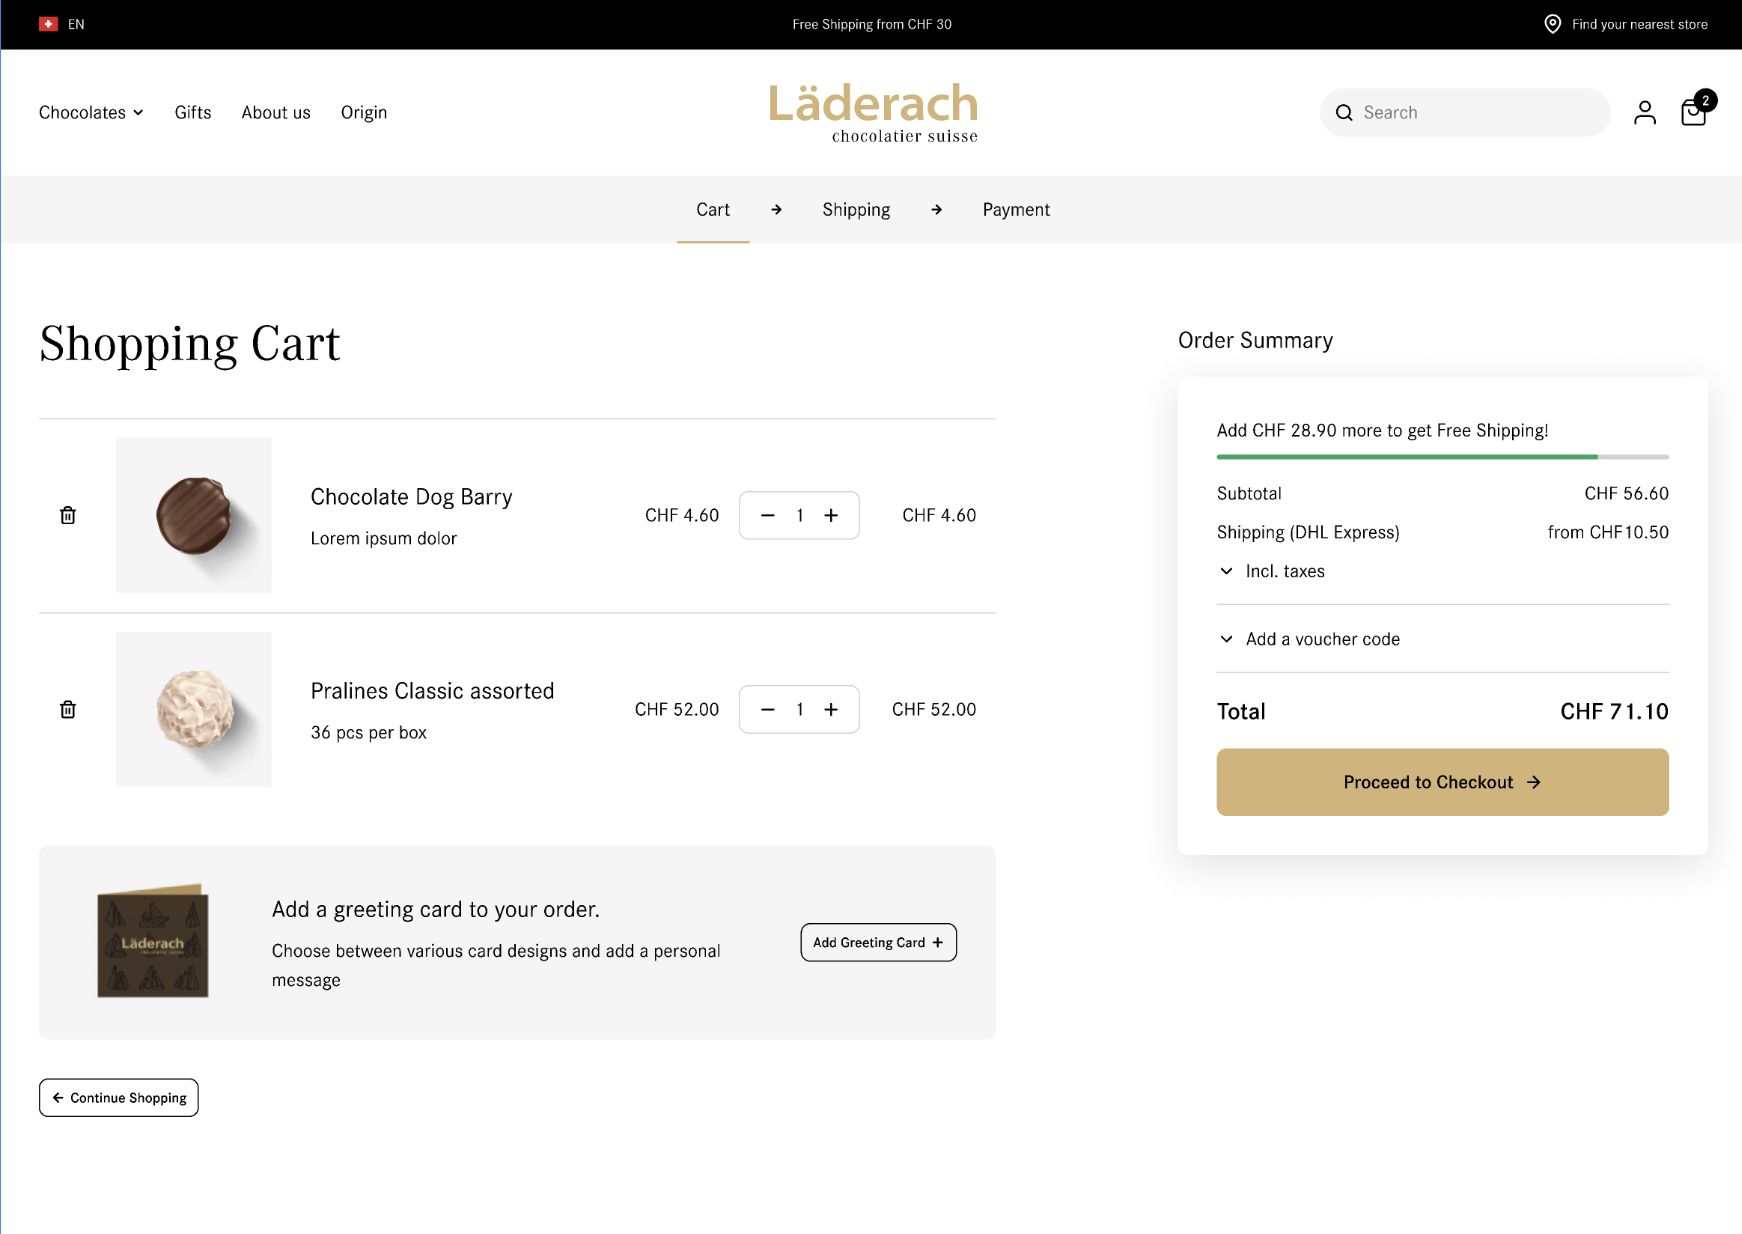 EN
Free Shipping from CHF 30
Find your nearest store
Chocolates
Gifts
About us
Origin
Läderach
chocolatier suisse
Search
2
Cart
Shipping
Payment
Shopping Cart
Chocolate Dog Barry
Lorem ipsum dolor
CHF 4.60
1
CHF 4.60
Pralines Classic assorted
36 pcs per box
CHF 52.00
1
CHF 52.00
Läderach
Add a greeting card to your order.
Choose between various card designs and add a personal
message
Add Greeting Card
Continue Shopping
Order Summary
Add CHF 28.90 more to get Free Shipping!
Subtotal CHF 56.60
Shipping (DHL Express) from CHF10.50
Incl. taxes
Add a voucher code
Total CHF 71.10
Proceed to Checkout